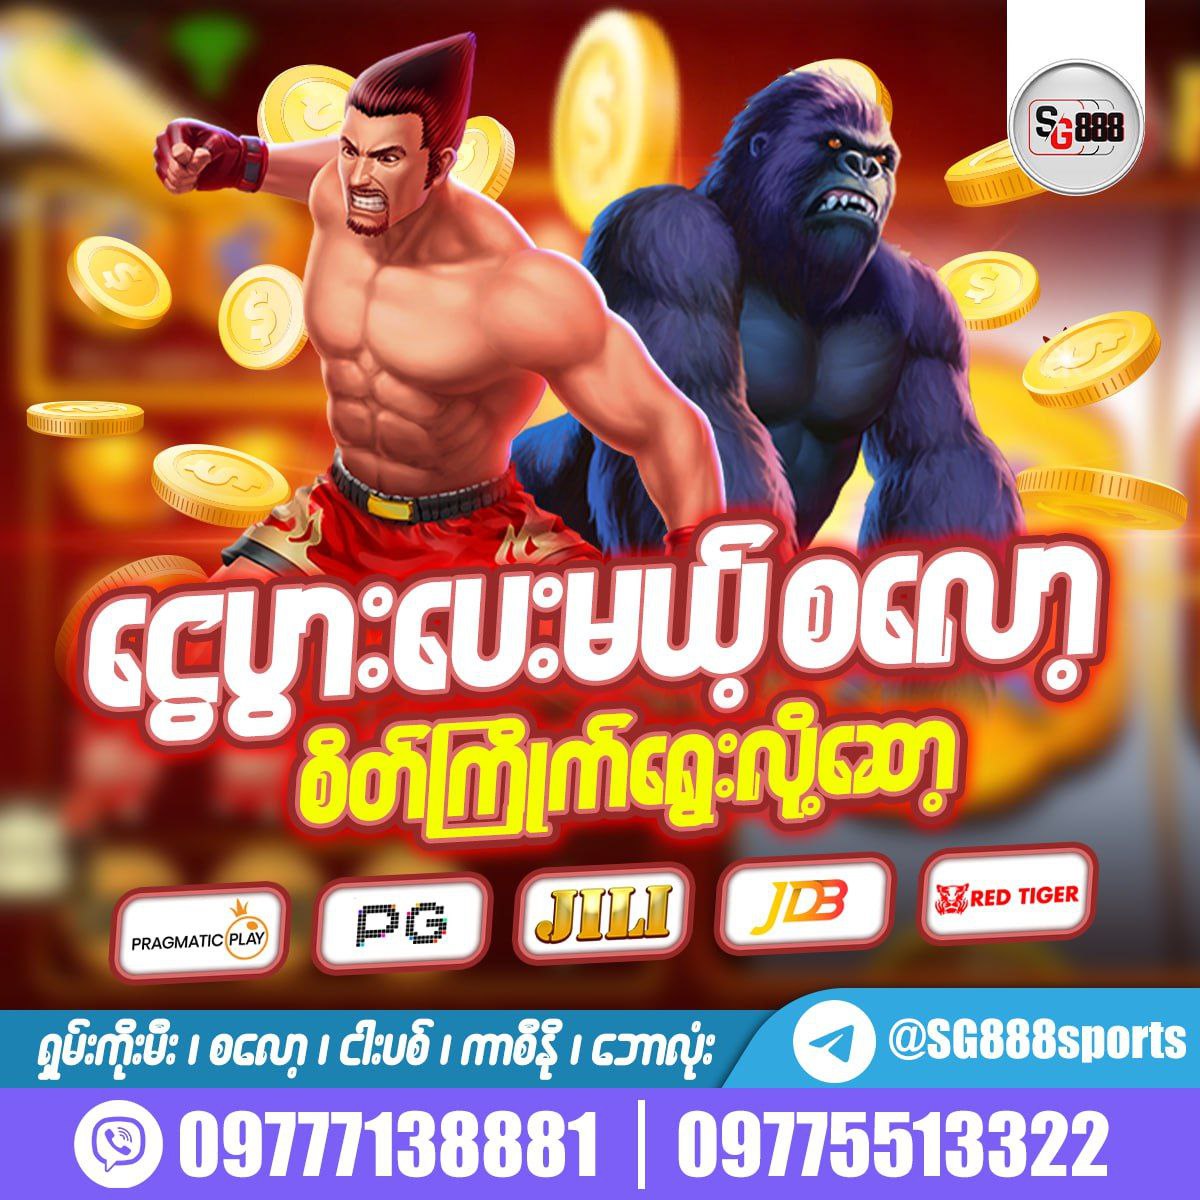 SG888
ငွေပွားပေးမယ့် စလော့
စိတ်ကြိုက်ရွေးလို့ဆော့
PRAGMATIC PLAY
PG
JILI
JDB
RED TIGER
ရှမ်းကိုးမီး ၊ စလော့ ၊ ငါးပစ် ၊ ကာစီနို ၊ ဘောလုံး
@SG888sports
09777138881 | 09775513322